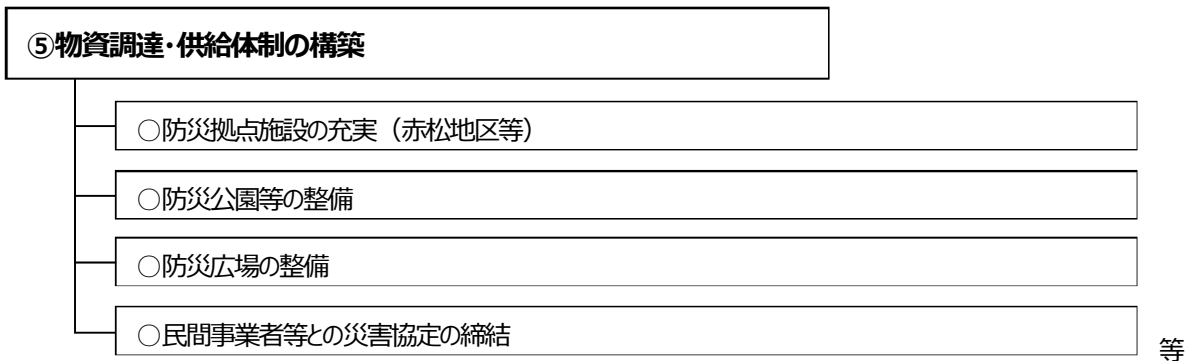 ⑤物資調達・供給体制の構築
○防災拠点施設の充実（赤松地区等）
○防災公園等の整備
○防災広場の整備
○民間事業者等との災害協定の締結
等